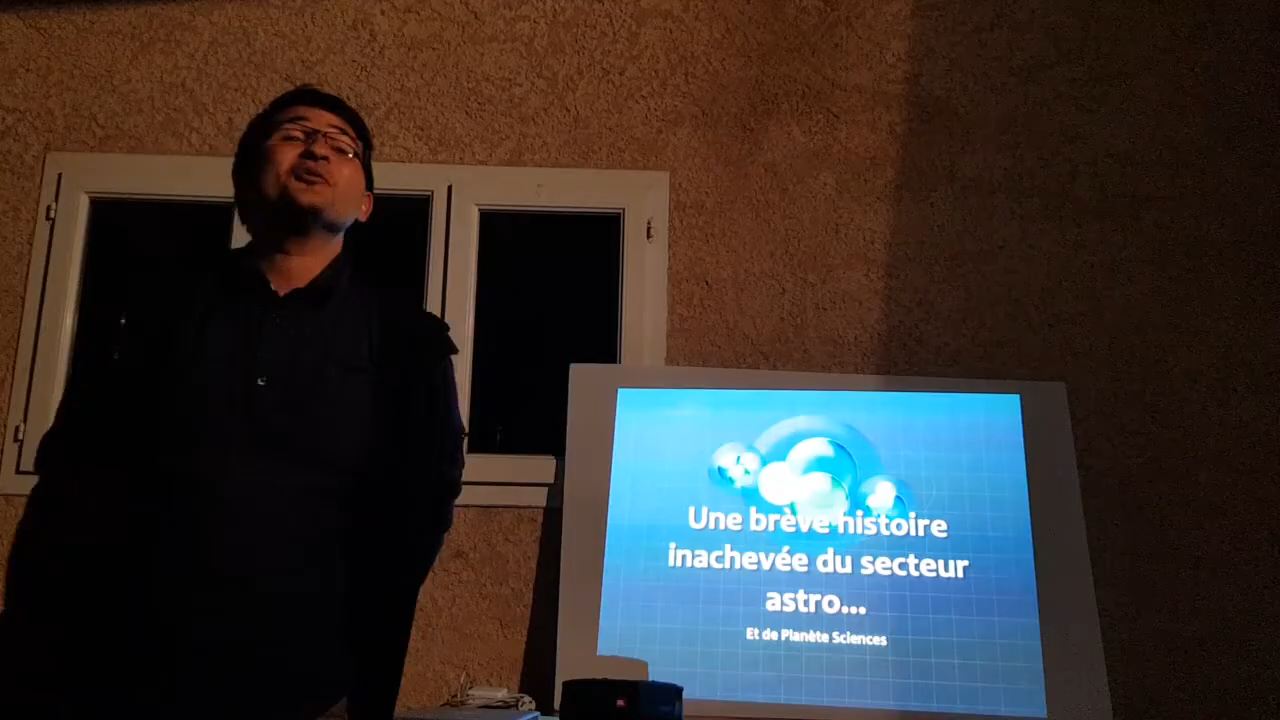 Une brève histoire
inachevée du secteur
astro...
Et de Planète Sciences